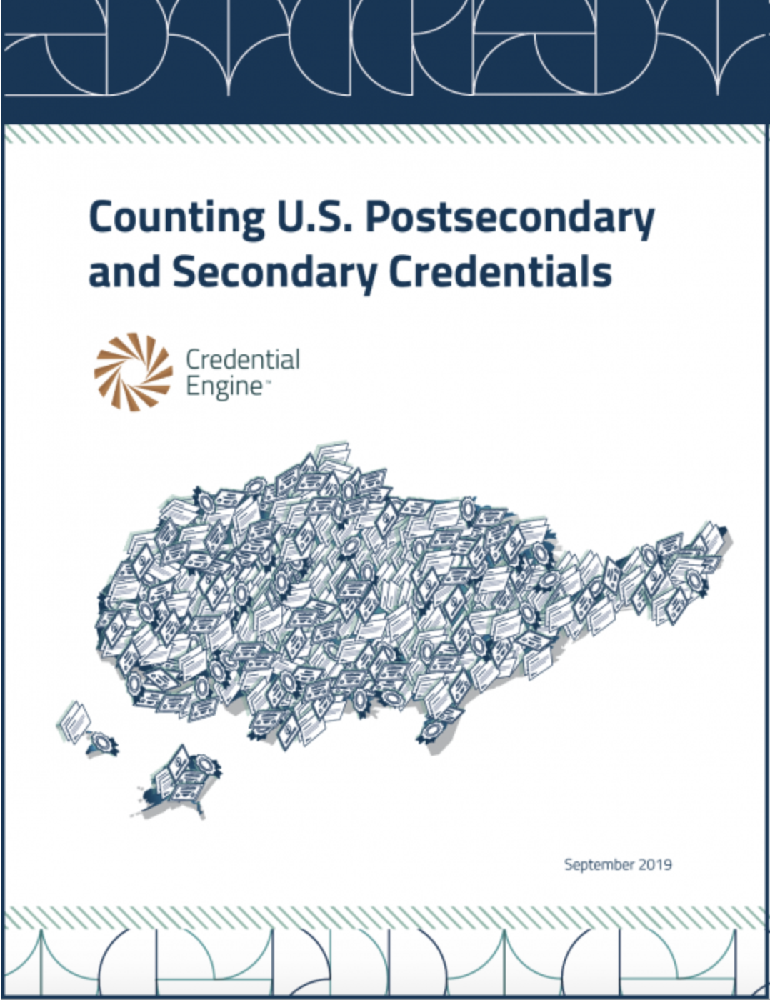 Counting U.S. Postsecondary
and Secondary Credentials
Credential
Engine™
September 2019